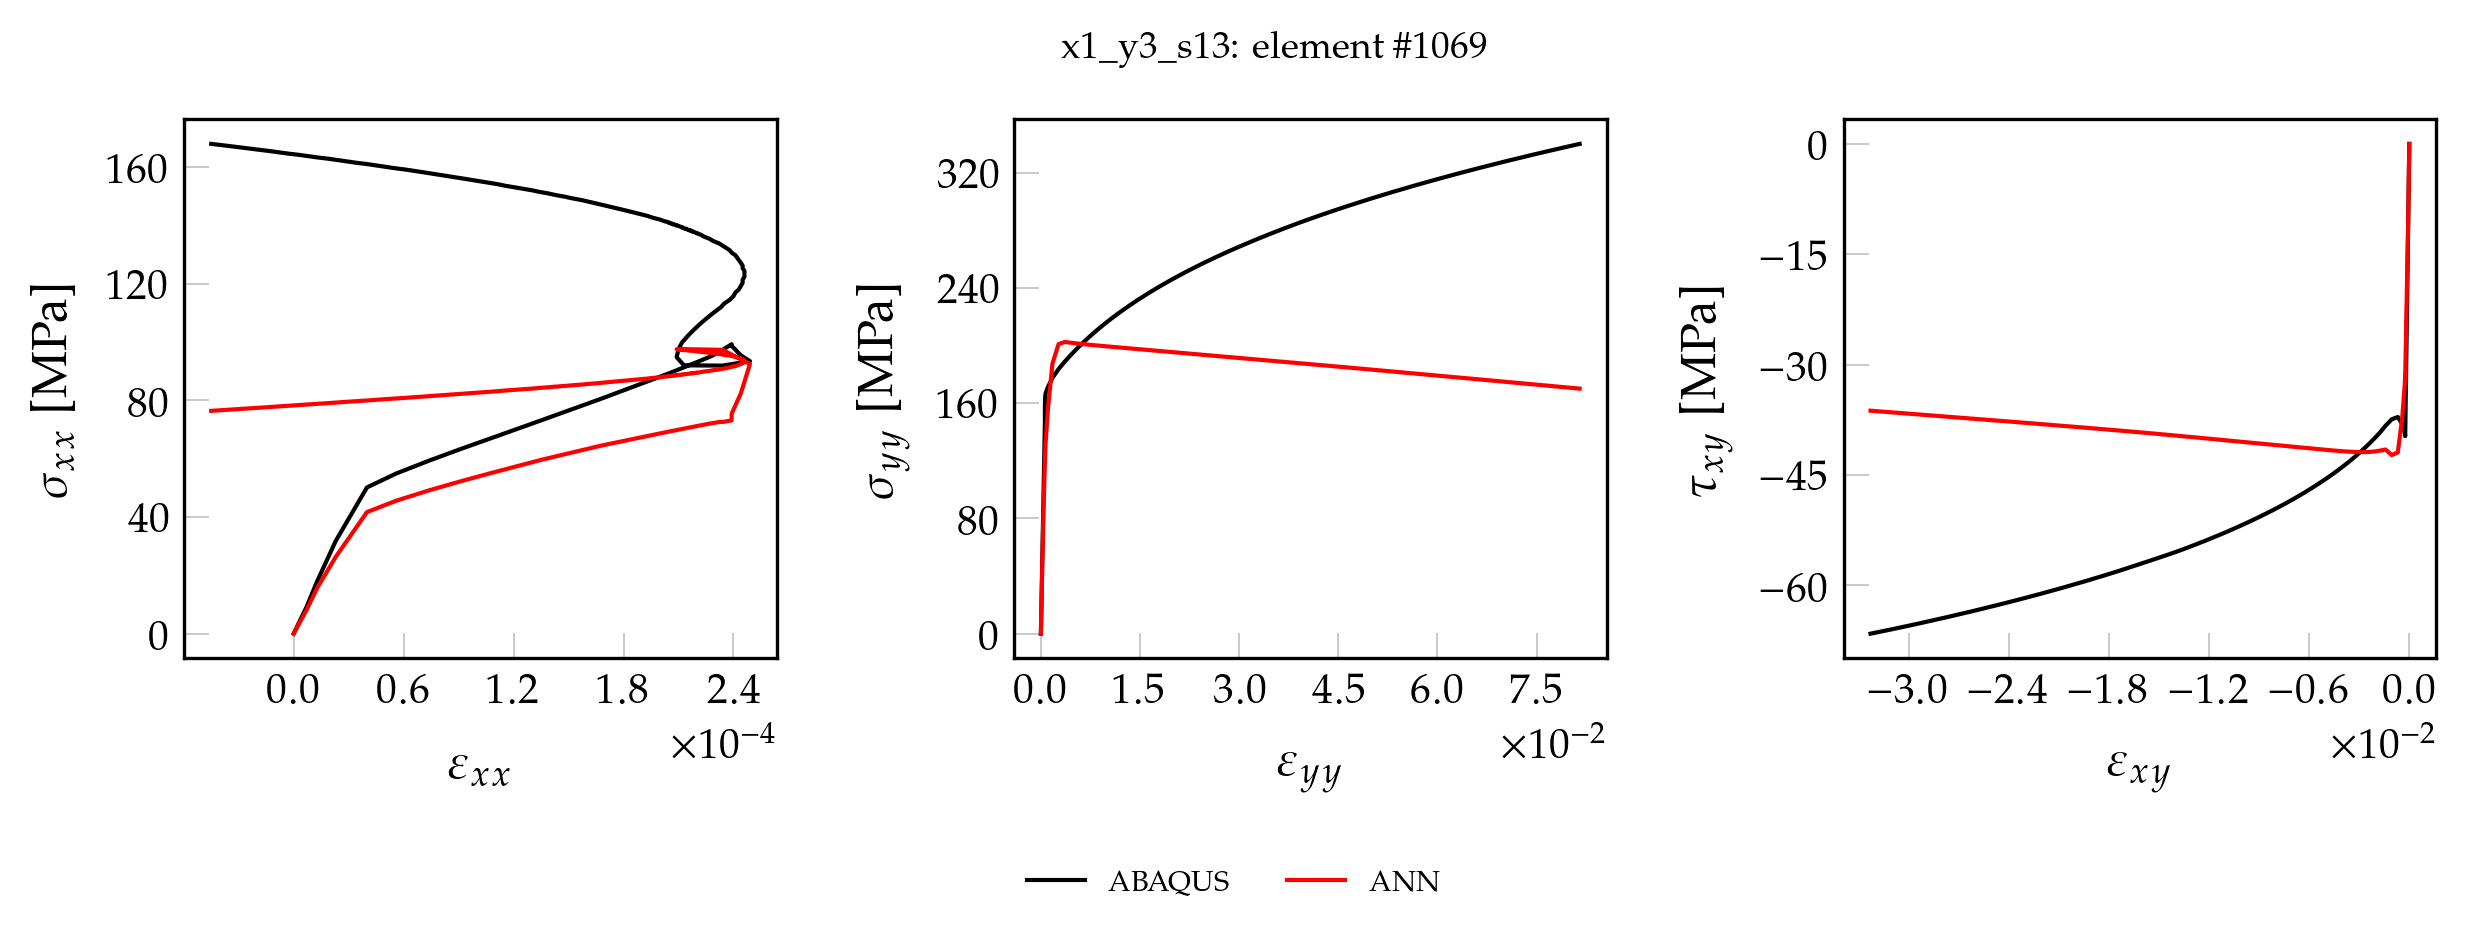 x1_y3_s13: element #1069
σxx [MPa]
160
120
80
40
0
0.0 0.6 1.2 1.8 2.4
×10−4
εxx
σyy [MPa]
320
240
160
80
0
0.0 1.5 3.0 4.5 6.0 7.5
×10−2
εyy
τxy [MPa]
0
−15
−30
−45
−60
−3.0 −2.4 −1.8 −1.2 −0.6 0.0
×10−2
εxy
ABAQUS ANN